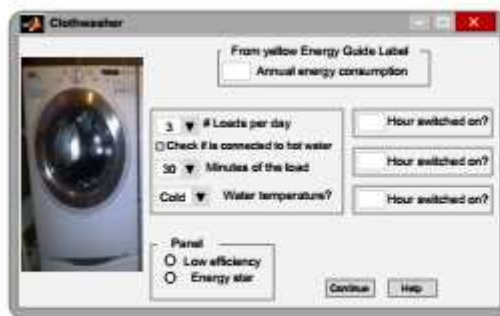 Clothwasher
From yellow Energy Guide Label
Annual energy consumption
3 # Loads per day
Check if is connected to hot water
30 Minutes of the load
Cold Water temperature?
Hour switched on?
Hour switched on?
Hour switched on?
Panel
Low efficiency
Energy star
Continue Help